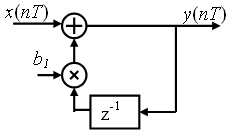 x(nT) + y(nT)
b₁ ×
z⁻¹